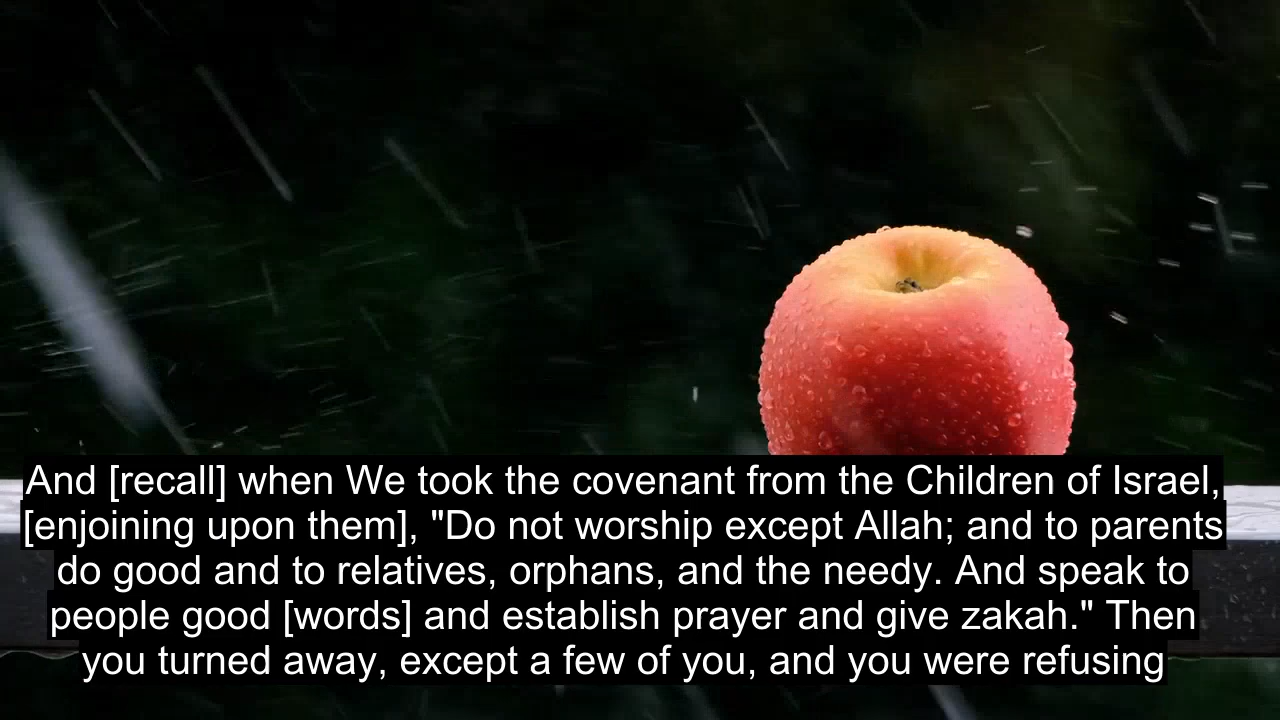 And [recall] when We took the covenant from the Children of Israel,
[enjoining upon them], "Do not worship except Allah; and to parents
do good and to relatives, orphans, and the needy. And speak to
people good [words] and establish prayer and give zakah." Then
you turned away, except a few of you, and you were refusing